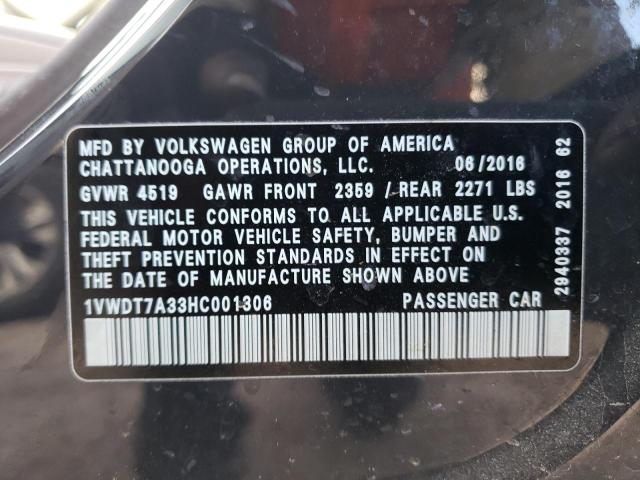 MFD BY VOLKSWAGEN GROUP OF AMERICA
CHATTANOOGA OPERATIONS, LLC. 06/2016
GVWR 4519 GAWR FRONT 2359 / REAR 2271 LBS
THIS VEHICLE CONFORMS TO ALL APPLICABLE U.S.
FEDERAL MOTOR VEHICLE SAFETY, BUMPER AND
THEFT PREVENTION STANDARDS IN EFFECT ON
THE DATE OF MANUFACTURE SHOWN ABOVE
1VWDT7A33HC001306 PASSENGER CAR
2940337 2016 62